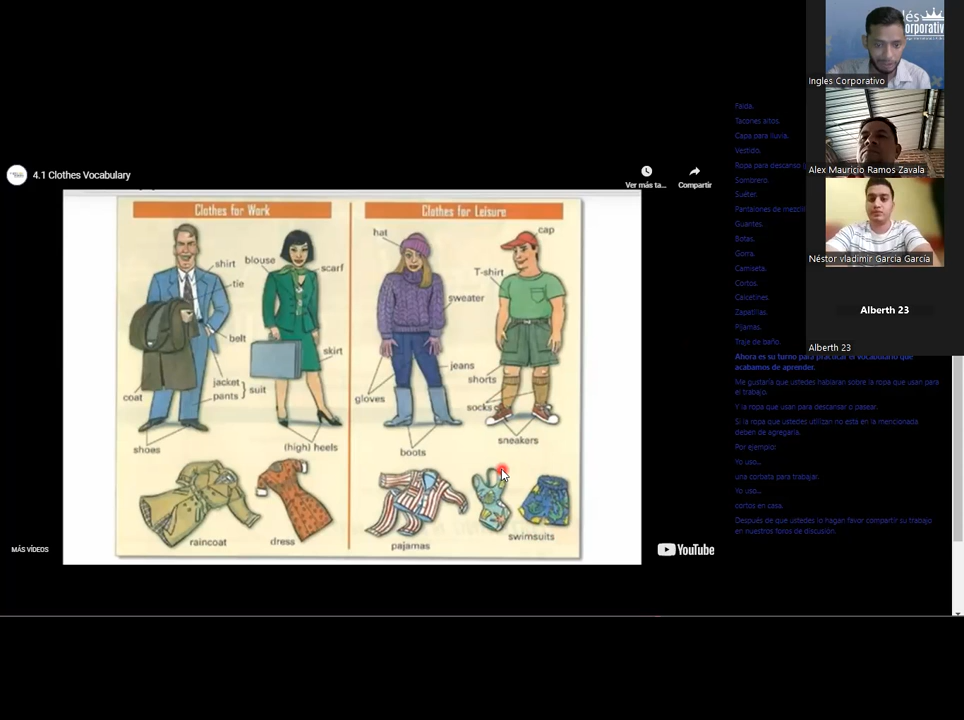 4.1 Clothes Vocabulary
Ver más ta...
Compartir
Clothes for Work
Clothes for Leisure
shirt
blouse
scarf
tie
belt
skirt
jacket
pants
suit
coat
shoes
(high) heels
raincoat
dress
hat
cap
T-shirt
sweater
jeans
shorts
gloves
socks
boots
sneakers
pajamas
swimsuits
MÁS VÍDEOS
YouTube
Falda.
Tacones altos.
Capa para lluvia.
Vestido.
Ropa para descanso
Sombrero.
Suéter.
Pantalones de
Guantes.
Botas.
Gorra.
Camiseta.
Cortos.
Calcetines.
Zapatillas.
Pijamas.
Traje de baño.
Ahora es su turno para practicar el vocabulario que
acabamos de aprender.
Me gustaría que ustedes hablaran sobre la ropa que usan para
el trabajo.
Y la ropa que usan para descansar o pasear.
Si la ropa que ustedes utilizan no esta en la mencionada
deben de agregarla.
Por ejemplo:
Yo uso...
una corbata para trabajar.
Yo uso...
cortos en casa.
Después de que ustedes lo hagan favor compartir su trabajo
en nuestros foros de discusión.
Ingles Corporativo
Alex Mauricio Ramos Zavala
Néstor vladimir García García
Alberth 23
Alberth 23